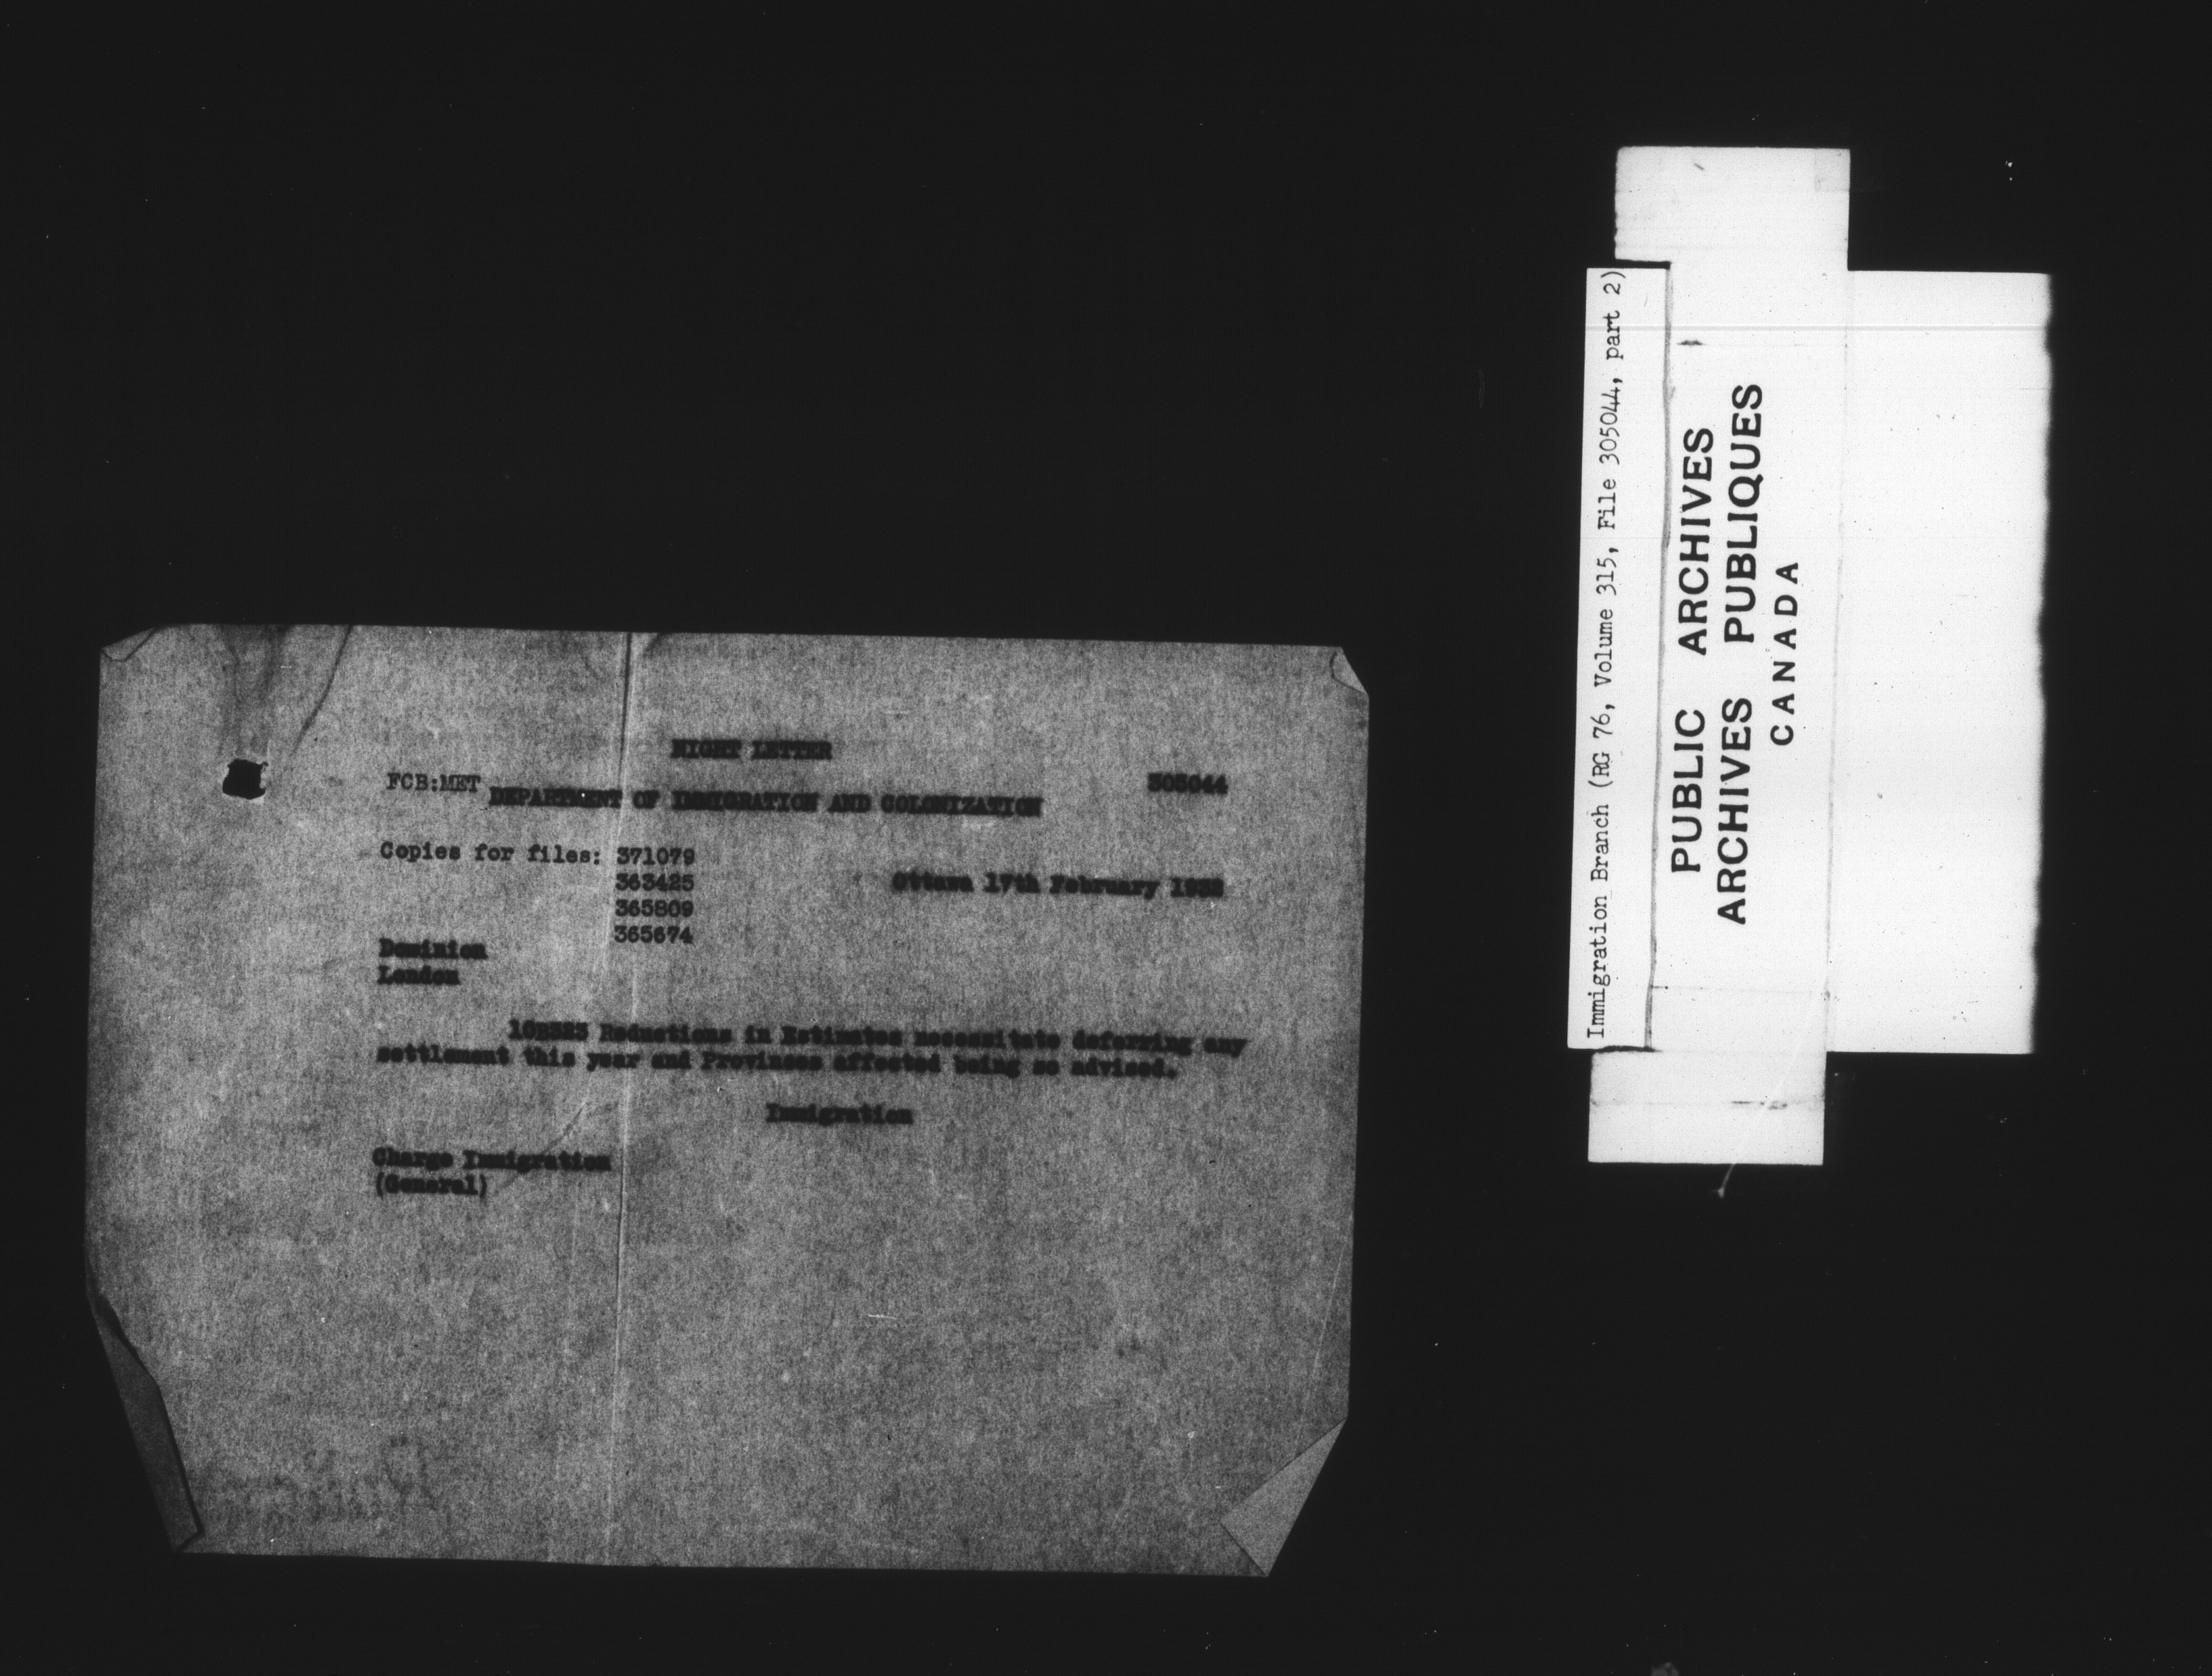 NIGHT LETTER
FCB:MET
305044
DEPARTMENT OF IMMIGRATION AND COLONIZATION
Copies for files: 371079
363425
Ottawa 17th February 1932
365809
365674
Dominion
London
Reductions in Estimates necessitate deferring any
settlement this year and Provinces affected being so advised.
Immigration
Charge Immigration
(General)
Immigration Branch (RG 76, Volume 315, File 305044, part 2)
PUBLIC ARCHIVES
ARCHIVES PUBLIQUES
CANADA